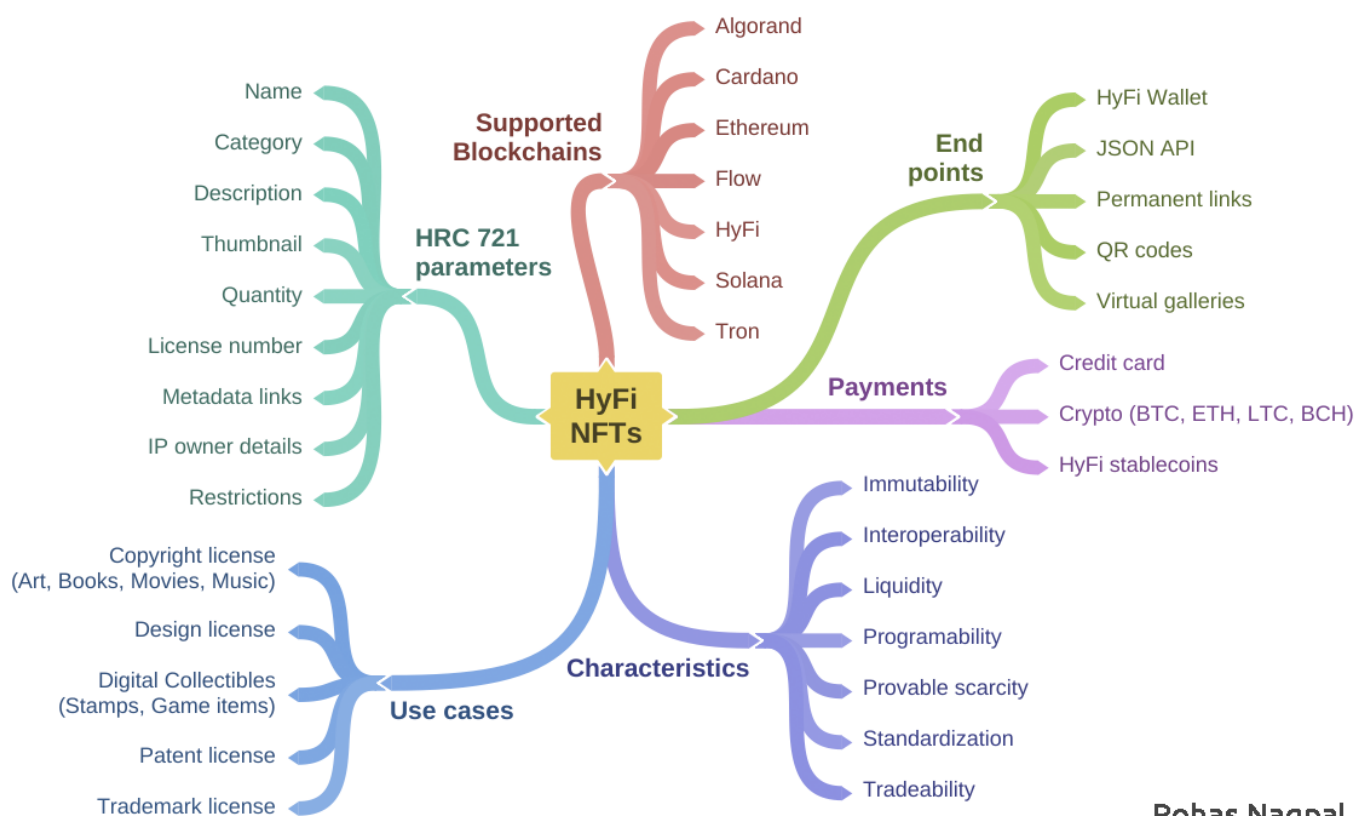 HyFi
NFTs
HRC 721
parameters
Name
Category
Description
Thumbnail
Quantity
License number
Metadata links
IP owner details
Restrictions
Supported
Blockchains
Algorand
Cardano
Ethereum
Flow
HyFi
Solana
Tron
End
points
HyFi Wallet
JSON API
Permanent links
QR codes
Virtual galleries
Payments
Credit card
Crypto (BTC, ETH, LTC, BCH)
HyFi stablecoins
Characteristics
Immutability
Interoperability
Liquidity
Programability
Provable scarcity
Standardization
Tradeability
Use cases
Copyright license
(Art, Books, Movies, Music)
Design license
Digital Collectibles
(Stamps, Game items)
Patent license
Trademark license
Rohas Nagpal